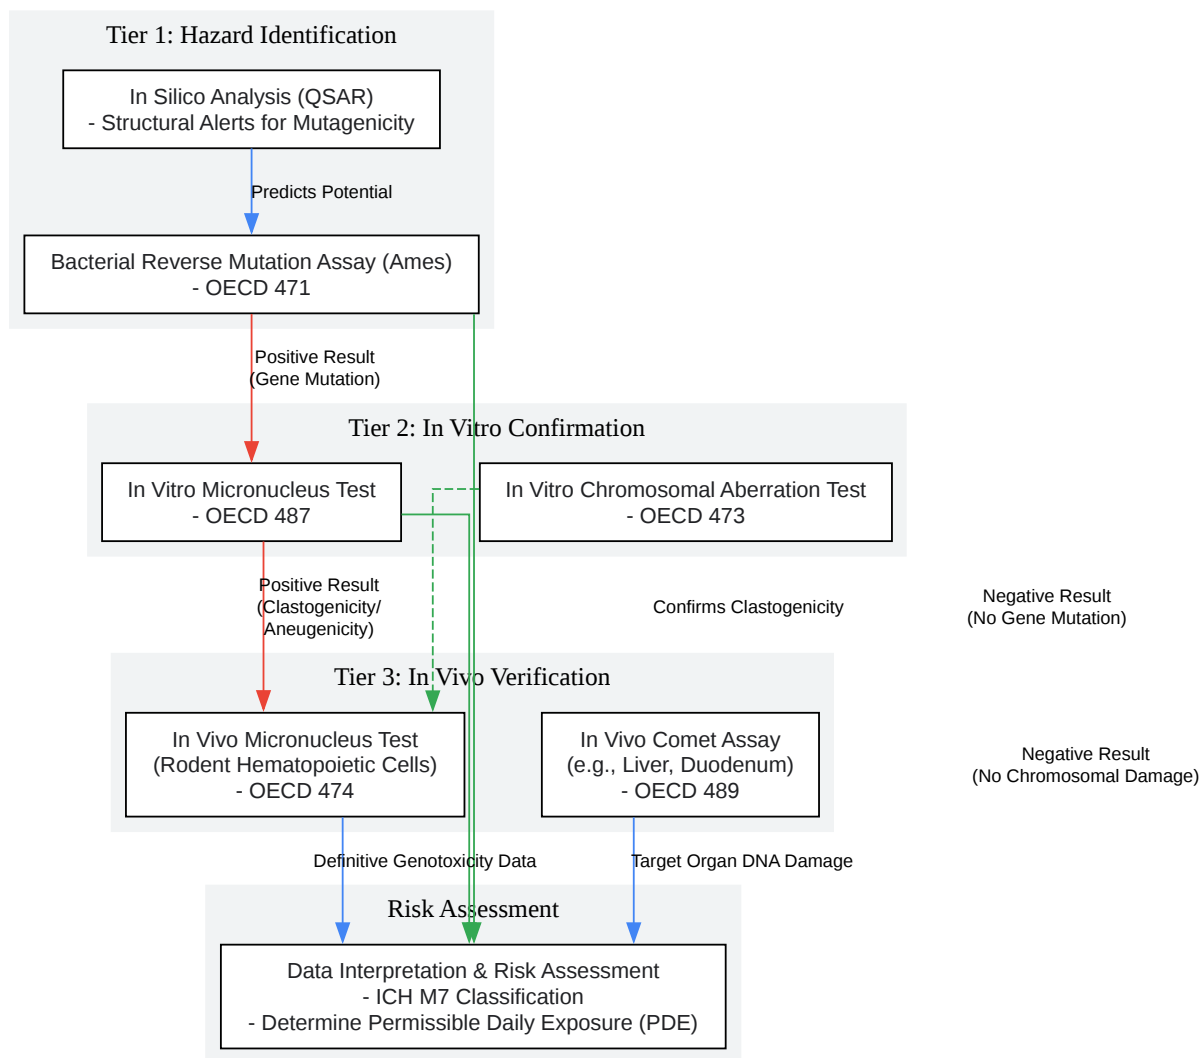 Tier 1: Hazard Identification
In Silico Analysis (QSAR)
- Structural Alerts for Mutagenicity
Predicts Potential
Bacterial Reverse Mutation Assay (Ames)
- OECD 471
Positive Result
(Gene Mutation)
Tier 2: In Vitro Confirmation
In Vitro Micronucleus Test
- OECD 487
In Vitro Chromosomal Aberration Test
- OECD 473
Positive Result
(Clastogenicity/
Aneugenicity)
Confirms Clastogenicity
Negative Result
(No Gene Mutation)
Tier 3: In Vivo Verification
In Vivo Micronucleus Test
(Rodent Hematopoietic Cells)
- OECD 474
In Vivo Comet Assay
(e.g., Liver, Duodenum)
- OECD 489
Negative Result
(No Chromosomal Damage)
Definitive Genotoxicity Data
Target Organ DNA Damage
Risk Assessment
Data Interpretation & Risk Assessment
- ICH M7 Classification
- Determine Permissible Daily Exposure (PDE)